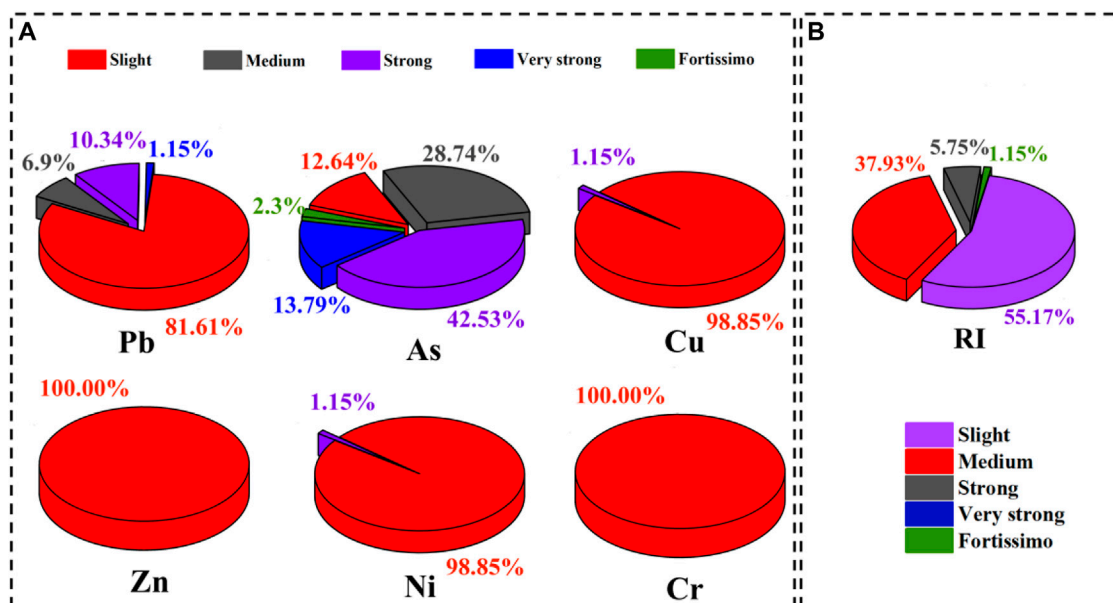 A
B
Slight Medium Strong Very strong Fortissimo
6.9% 10.34% 1.15%
81.61%
Pb
12.64% 28.74%
2.3%
13.79%
42.53%
As
1.15%
98.85%
Cu
37.93% 5.75% 1.15%
55.17%
RI
100.00%
Zn
1.15%
98.85%
Ni
100.00%
Cr
Slight
Medium
Strong
Very strong
Fortissimo